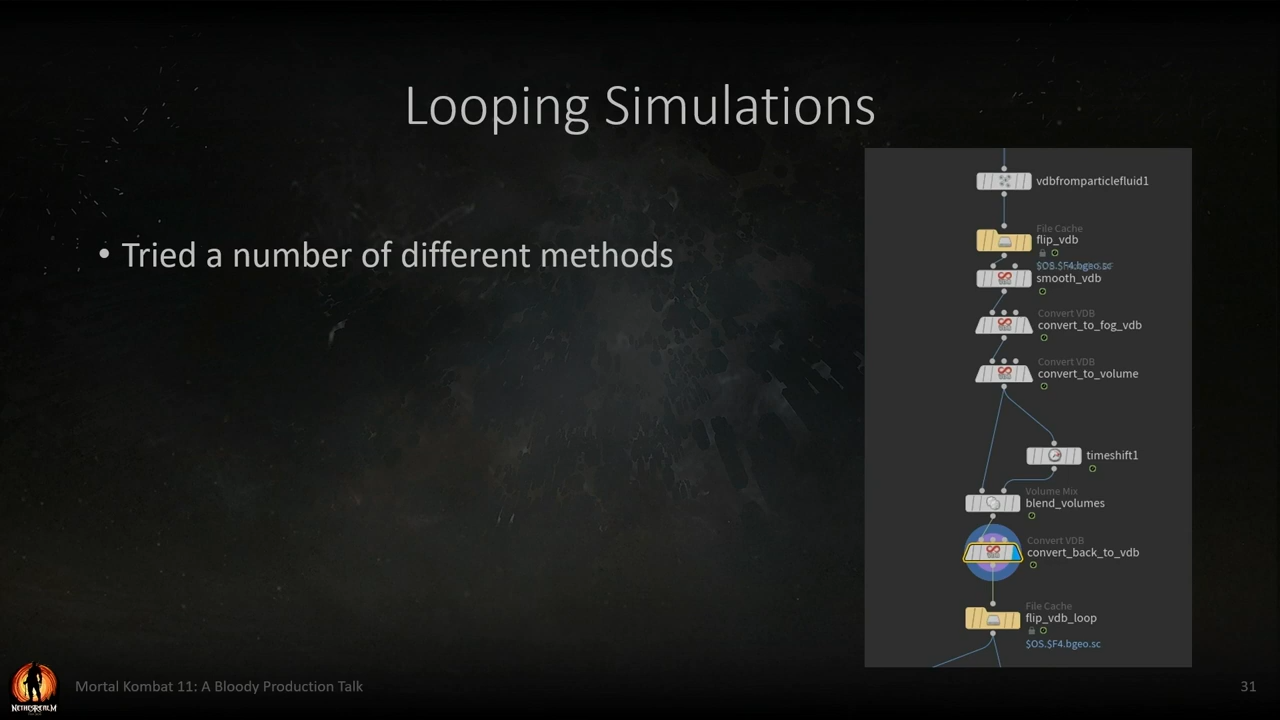 Looping Simulations
• Tried a number of different methods
vdbfromparticlefluid1
File Cache
flip_vdb
$OS.$F4.bgeo.sc
smooth_vdb
Convert VDB
convert_to_fog_vdb
Convert VDB
convert_to_volume
timeshift1
Volume Mix
blend_volumes
Convert VDB
convert_back_to_vdb
File Cache
flip_vdb_loop
$OS.$F4.bgeo.sc
NETHERREALM
Mortal Kombat 11: A Bloody Production Talk
31